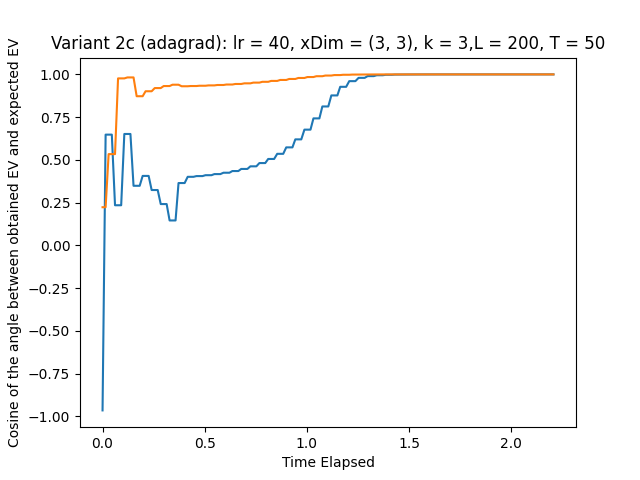 Variant 2c (adagrad): lr = 40, xDim = (3, 3), k = 3,L = 200, T = 50
Cosine of the angle between obtained EV and expected EV
1.00
0.75
0.50
0.25
0.00
−0.25
−0.50
−0.75
−1.00
0.0 0.5 1.0 1.5 2.0
Time Elapsed